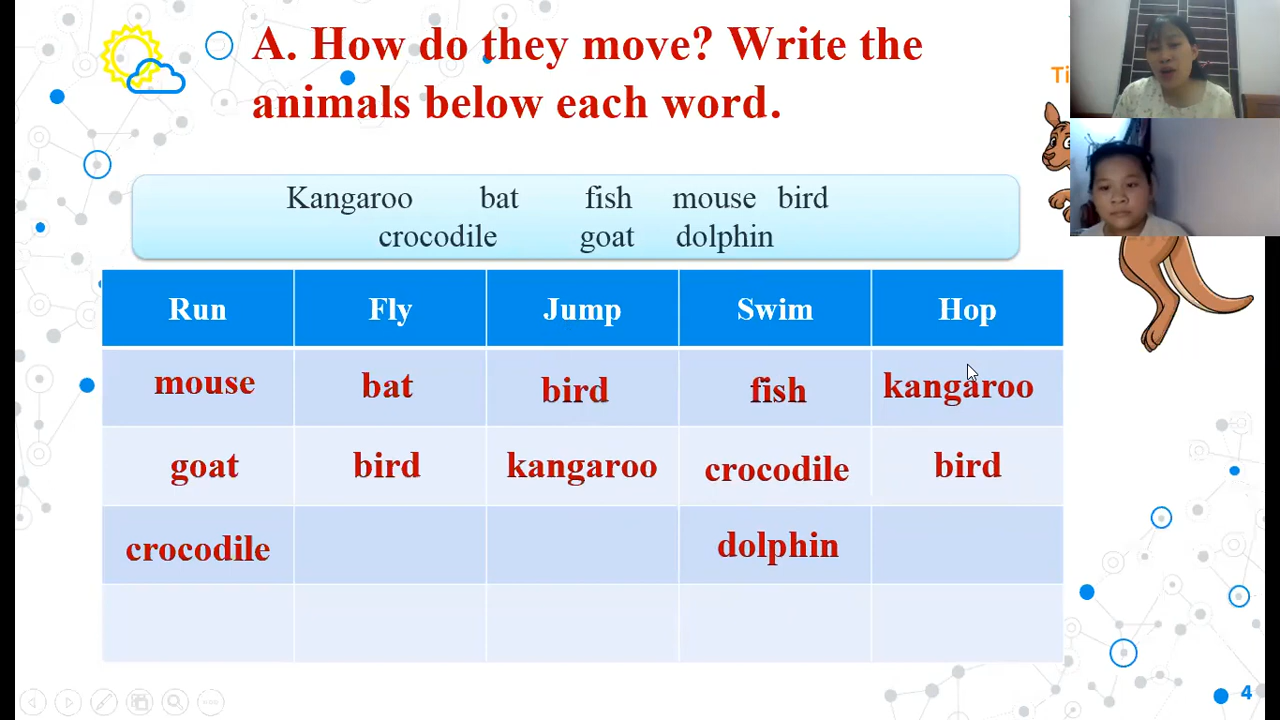 A. How do they move? Write the
animals below each word.
Ti
Kangaroo bat fish mouse bird
crocodile goat dolphin
Run Fly Jump Swim Hop
mouse bat bird fish kangaroo
goat bird kangaroo crocodile bird
crocodile dolphin
4